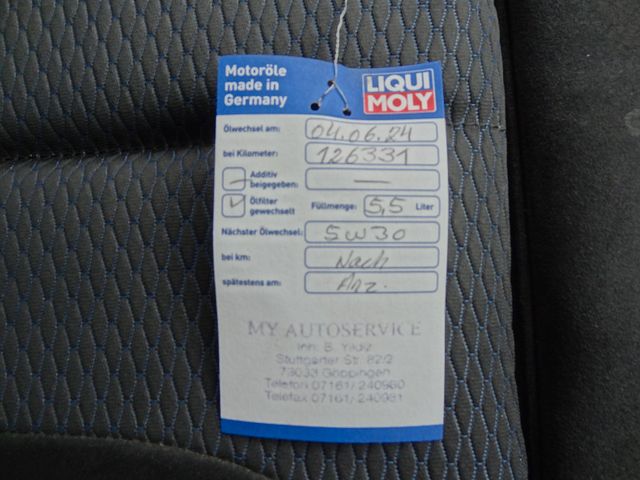 Motoröle
made in
Germany
LIQUI
MOLY
Ölwechsel am: 04.06.24
bei Kilometer: 126331
Additiv
beigegeben: —
Ölfilter
gewechselt Füllmenge: 5,5 Liter
Nächster Ölwechsel: 5W30
bei km: Nach
spätestens am: Anz.
MY AUTOSERVICE
Inh. B. Yildiz
Stuttgarter Str. 82/2
73033 Göppingen
Telefon 07161/240960
Telefax 07161/240961